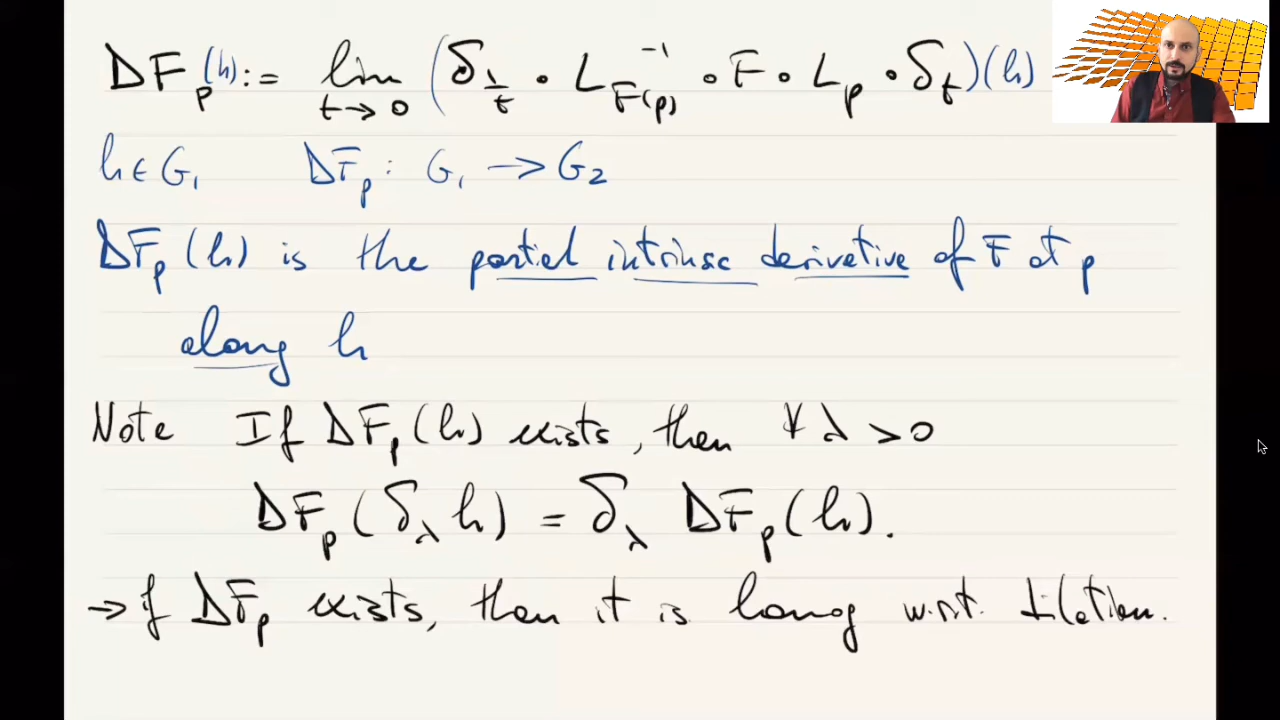 DF_p(h) := lim_{t→0} (δ_{1/t} ∘ L_{F(p)}^{-1} ∘ F ∘ L_p ∘ δ_t)(h)
h ∈ G_1 DF_p : G_1 → G_2
DF_p(h) is the partial intrinsic derivative of F at p
along h
Note If DF_p(h) exists, then ∀ λ > 0
DF_p(δ_λ h) = δ_λ DF_p(h).
→ if DF_p exists, then it is homog w.r.t. dilation.